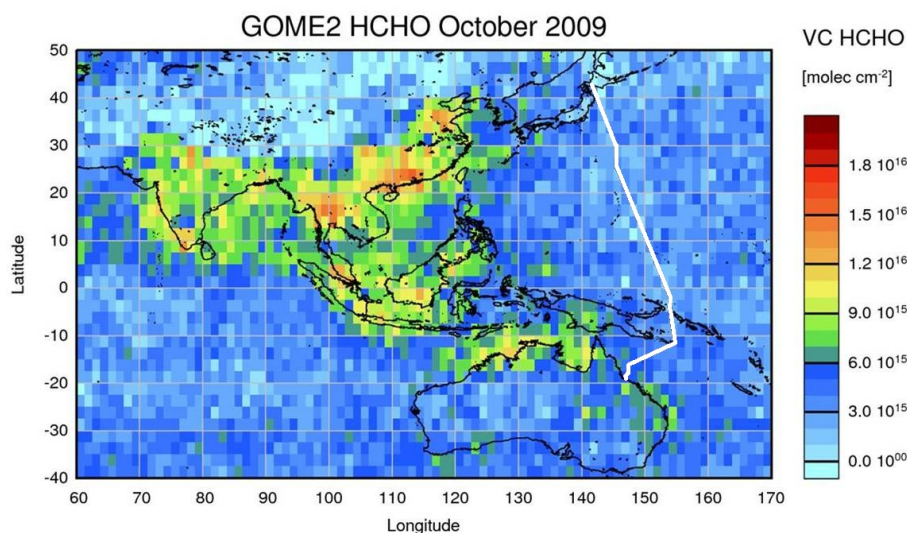 GOME2 HCHO October 2009
VC HCHO
[molec cm-2]
50
40
30
20
10
0
-10
-20
-30
-40
Latitude
60 70 80 90 100 110 120 130 140 150 160 170
Longitude
1.8 10¹⁶
1.5 10¹⁶
1.2 10¹⁶
9.0 10¹⁵
6.0 10¹⁵
3.0 10¹⁵
0.0 10⁰⁰